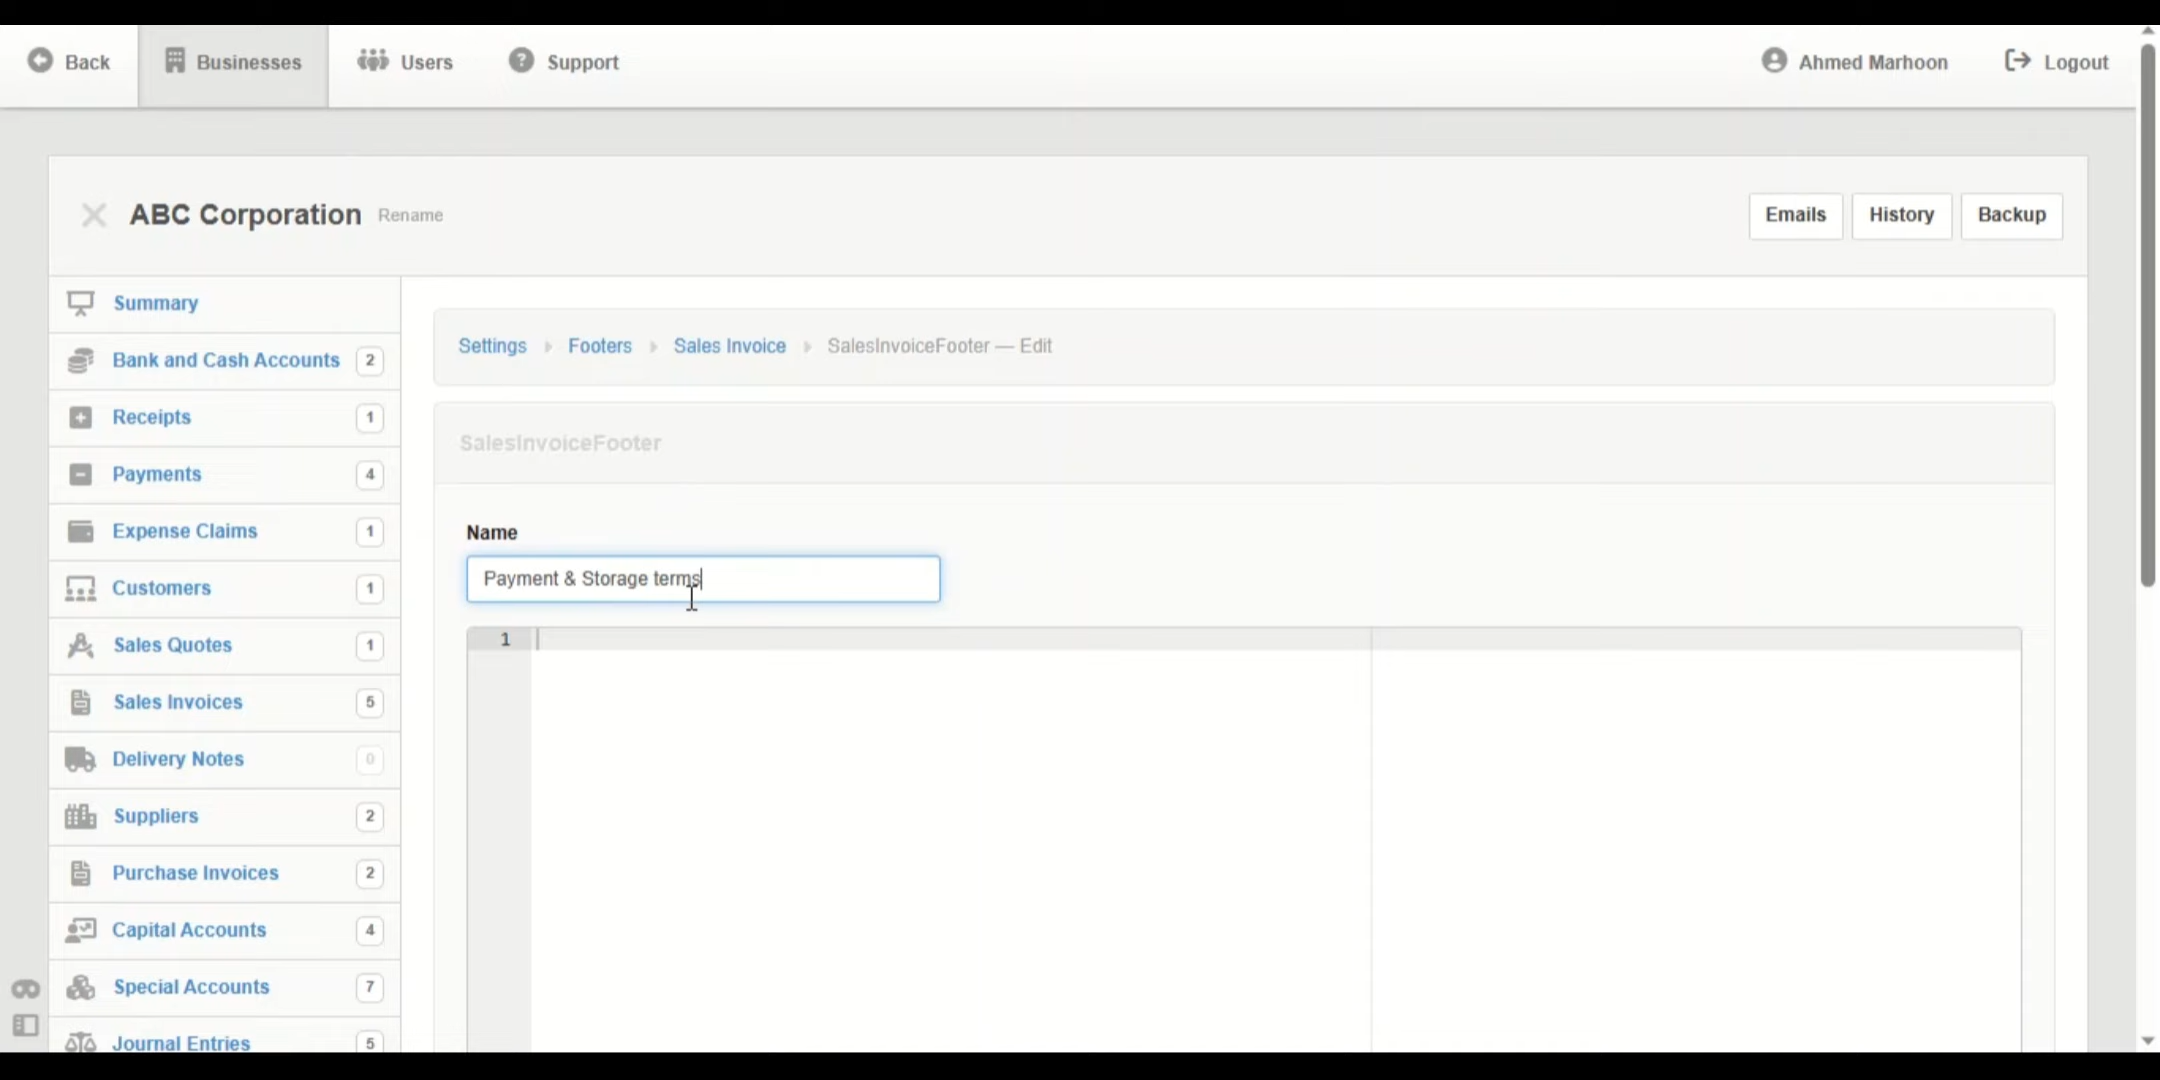 Back
Businesses
Users
Support
Ahmed Marhoon
Logout
ABC Corporation
Rename
Emails
History
Backup
Summary
Bank and Cash Accounts 2
Receipts 1
Payments 4
Expense Claims 1
Customers 1
Sales Quotes 1
Sales Invoices 5
Delivery Notes 0
Suppliers 2
Purchase Invoices 2
Capital Accounts 4
Special Accounts 7
Journal Entries 5
Settings Footers Sales Invoice SalesInvoiceFooter — Edit
SalesInvoiceFooter
Name
Payment & Storage terms
1